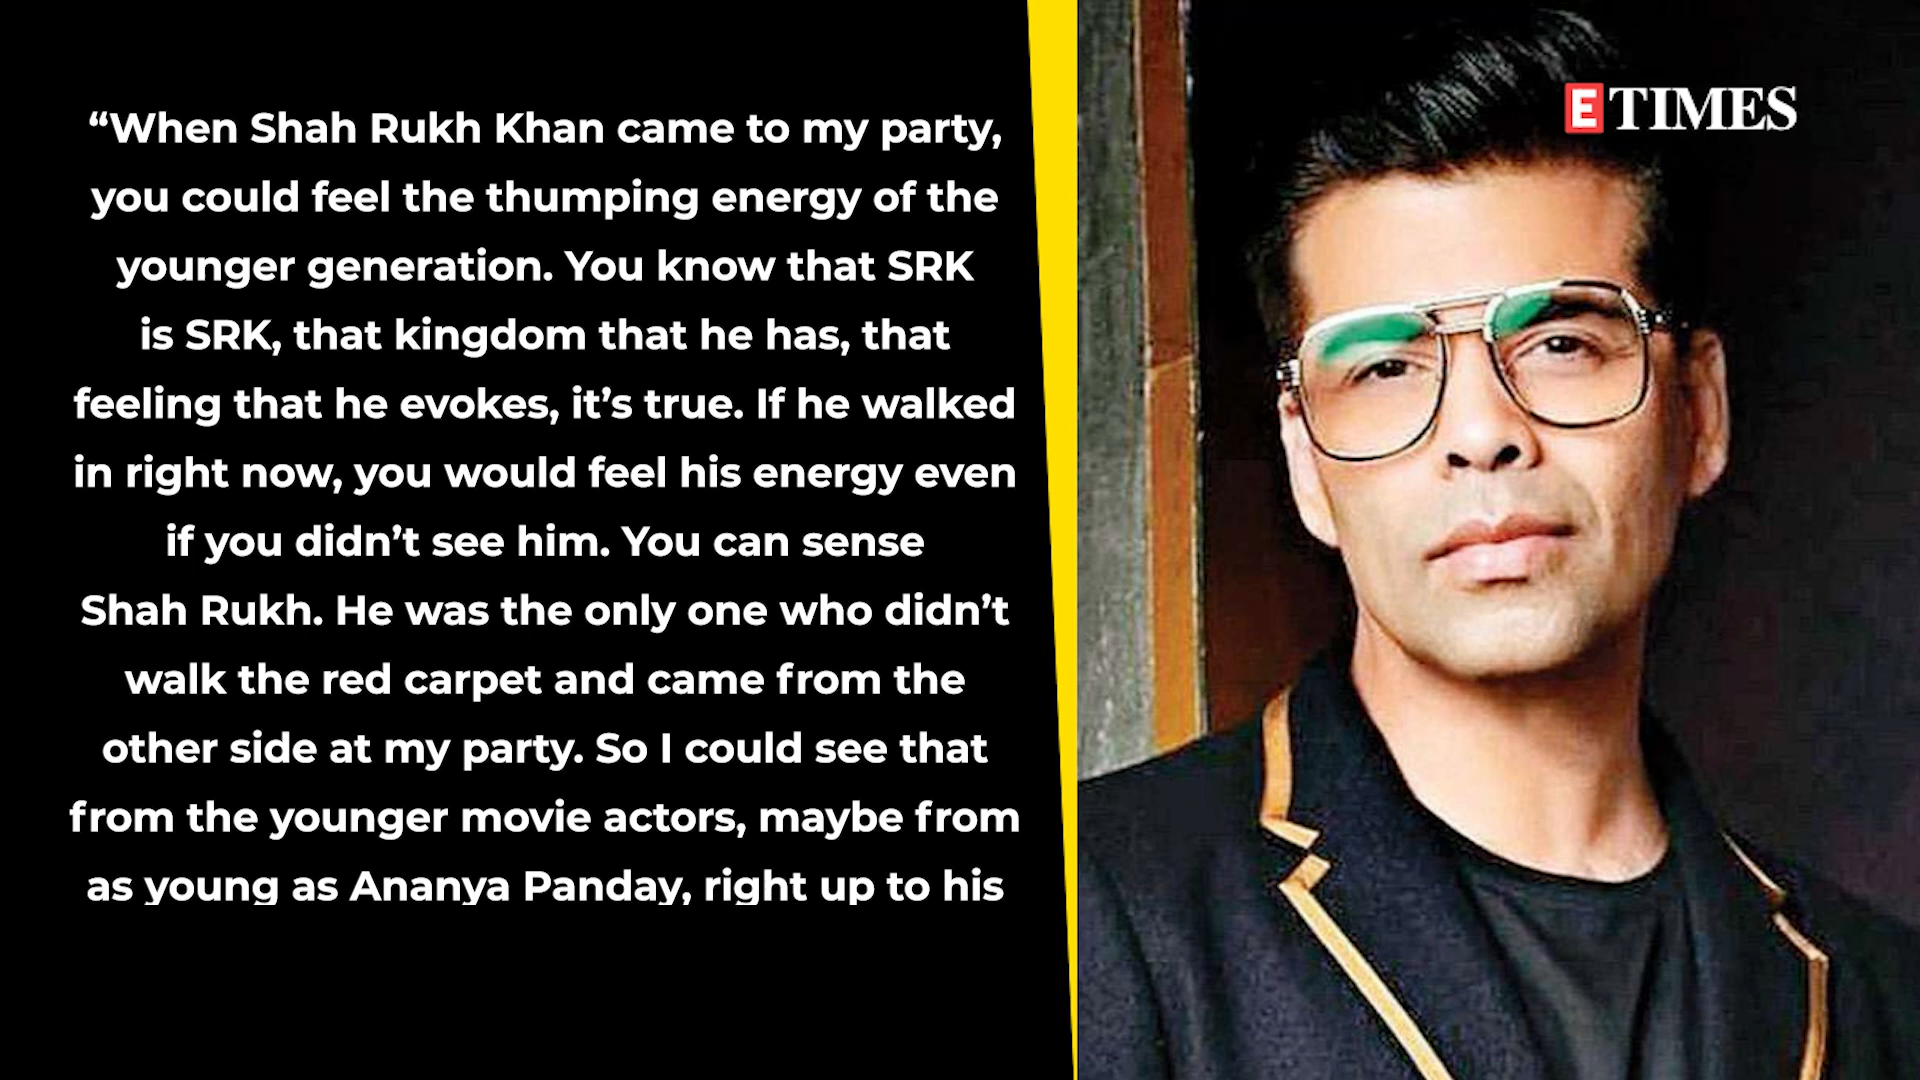 “When Shah Rukh Khan came to my party,
you could feel the thumping energy of the
younger generation. You know that SRK
is SRK, that kingdom that he has, that
feeling that he evokes, it’s true. If he walked
in right now, you would feel his energy even
if you didn’t see him. You can sense
Shah Rukh. He was the only one who didn’t
walk the red carpet and came from the
other side at my party. So I could see that
from the younger movie actors, maybe from
as young as Ananya Panday, right up to his
E TIMES